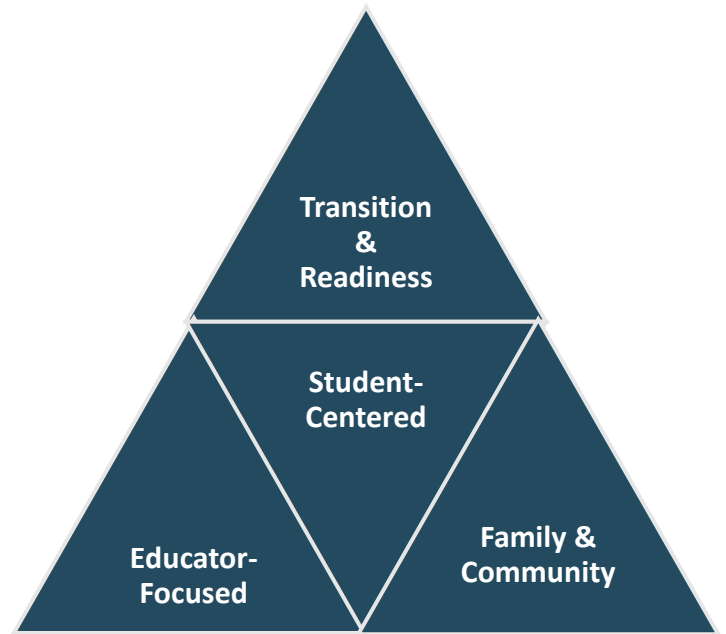 Transition
&
Readiness
Student-
Centered
Educator-
Focused
Family &
Community